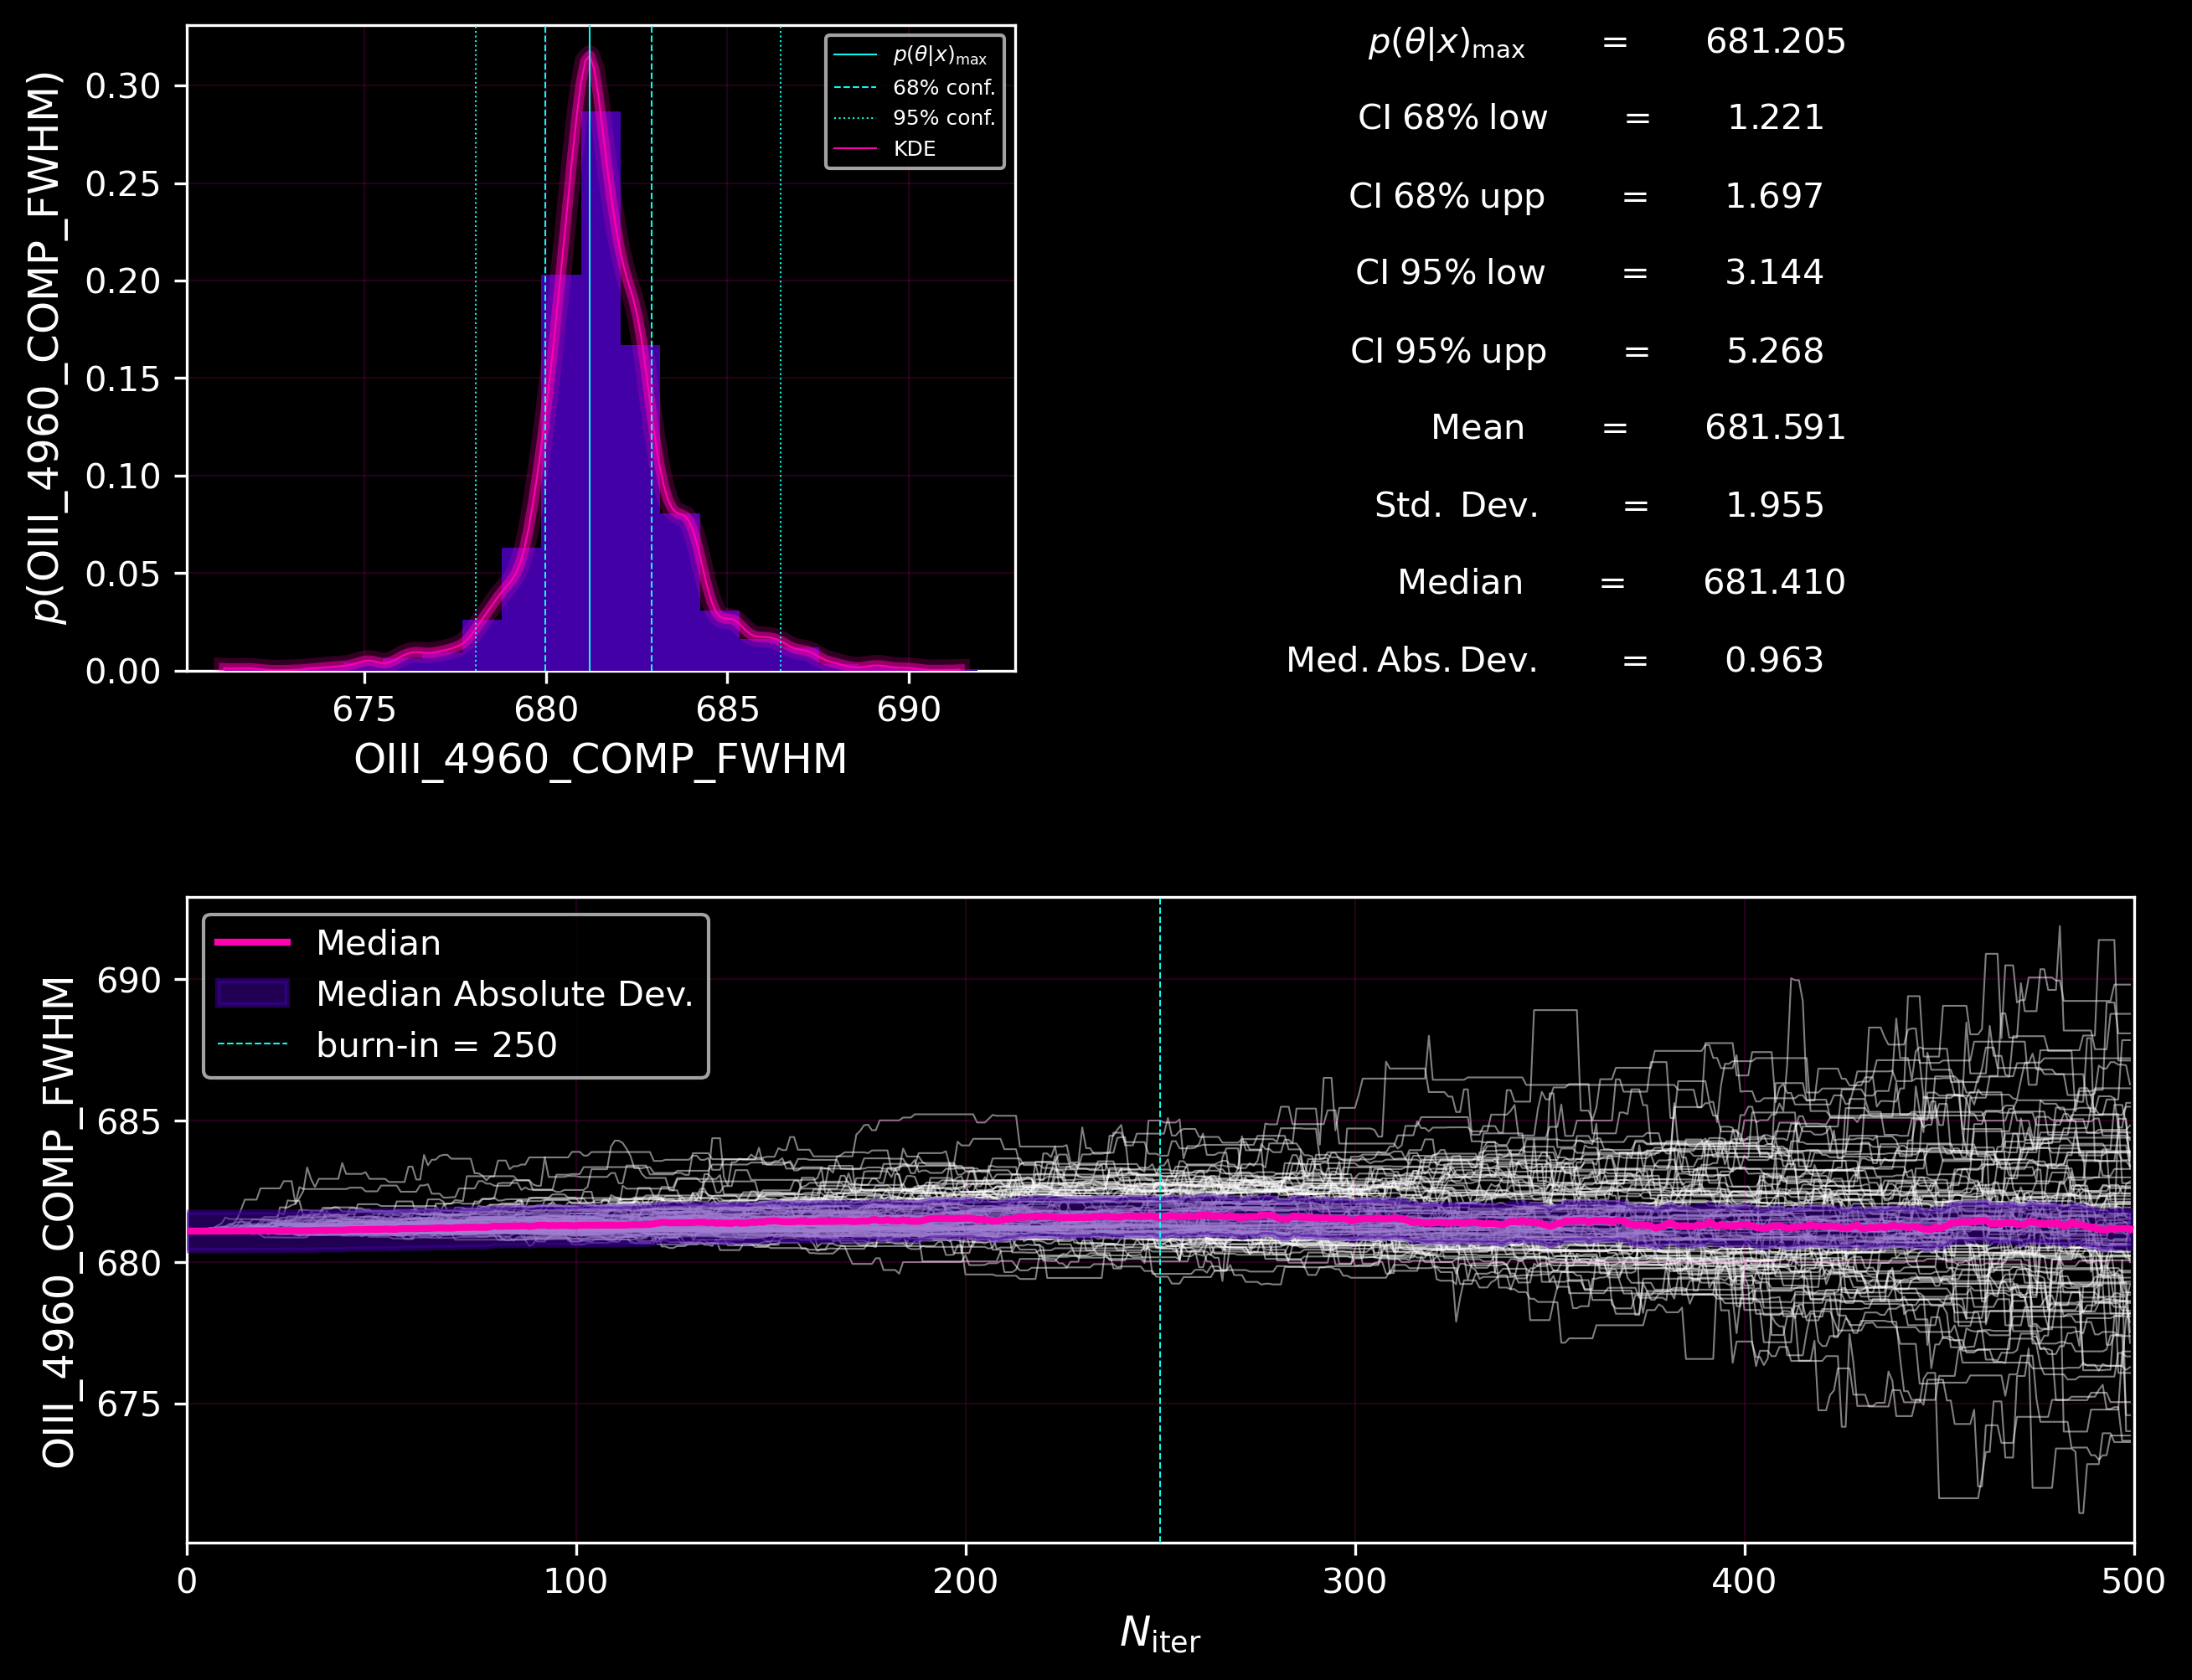 p(OIII_4960_COMP_FWHM)
0.30
0.25
0.20
0.15
0.10
0.05
0.00
675 680 685 690
OIII_4960_COMP_FWHM
p(θ|x)max
68% conf.
95% conf.
KDE
p(θ|x)max = 681.205
CI 68% low = 1.221
CI 68% upp = 1.697
CI 95% low = 3.144
CI 95% upp = 5.268
Mean = 681.591
Std. Dev. = 1.955
Median = 681.410
Med. Abs. Dev. = 0.963
OIII_4960_COMP_FWHM
690
685
680
675
Median
Median Absolute Dev.
burn-in = 250
0 100 200 300 400 500
Niter